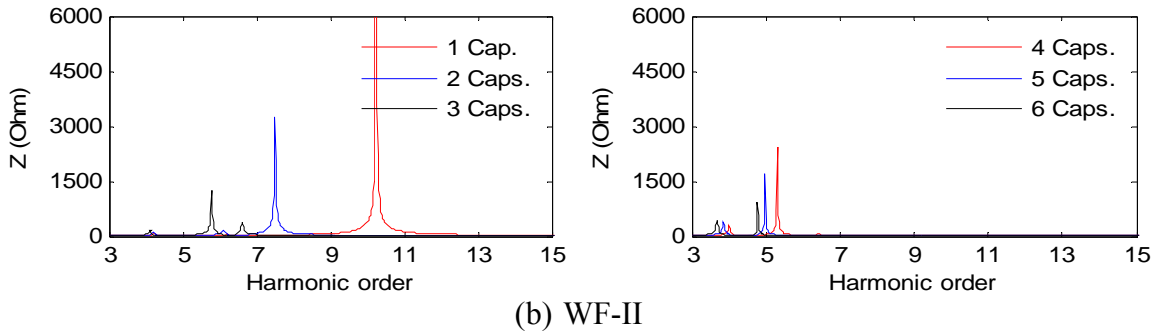 6000
4500
3000
1500
0
Z (Ohm)
3 5 7 9 11 13 15
Harmonic order
1 Cap.
2 Caps.
3 Caps.
6000
4500
3000
1500
0
Z (Ohm)
3 5 7 9 11 13 15
Harmonic order
4 Caps.
5 Caps.
6 Caps.
(b) WF-II